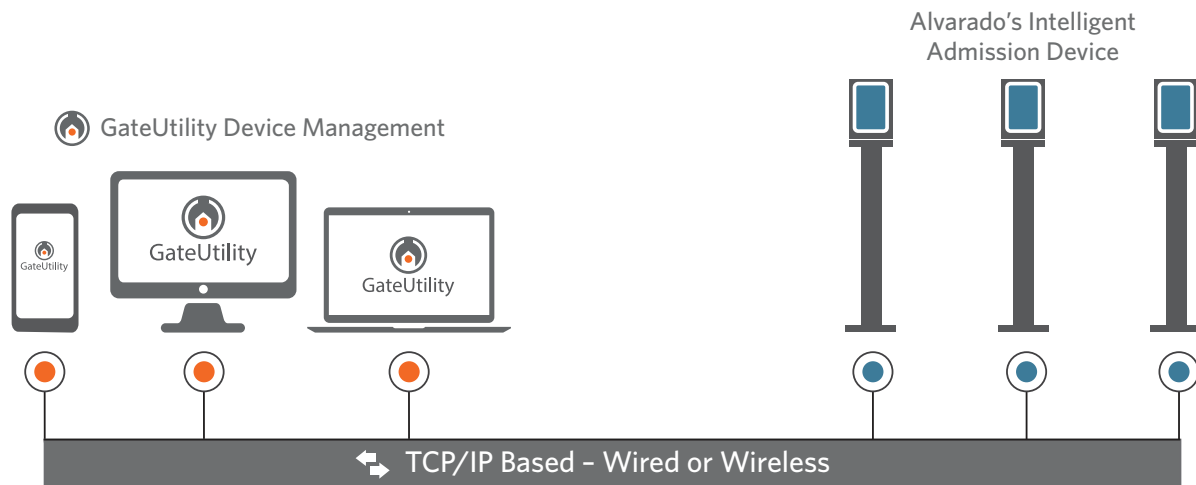 Alvarado's Intelligent
Admission Device
GateUtility Device Management
GateUtility
GateUtility
GateUtility
TCP/IP Based – Wired or Wireless